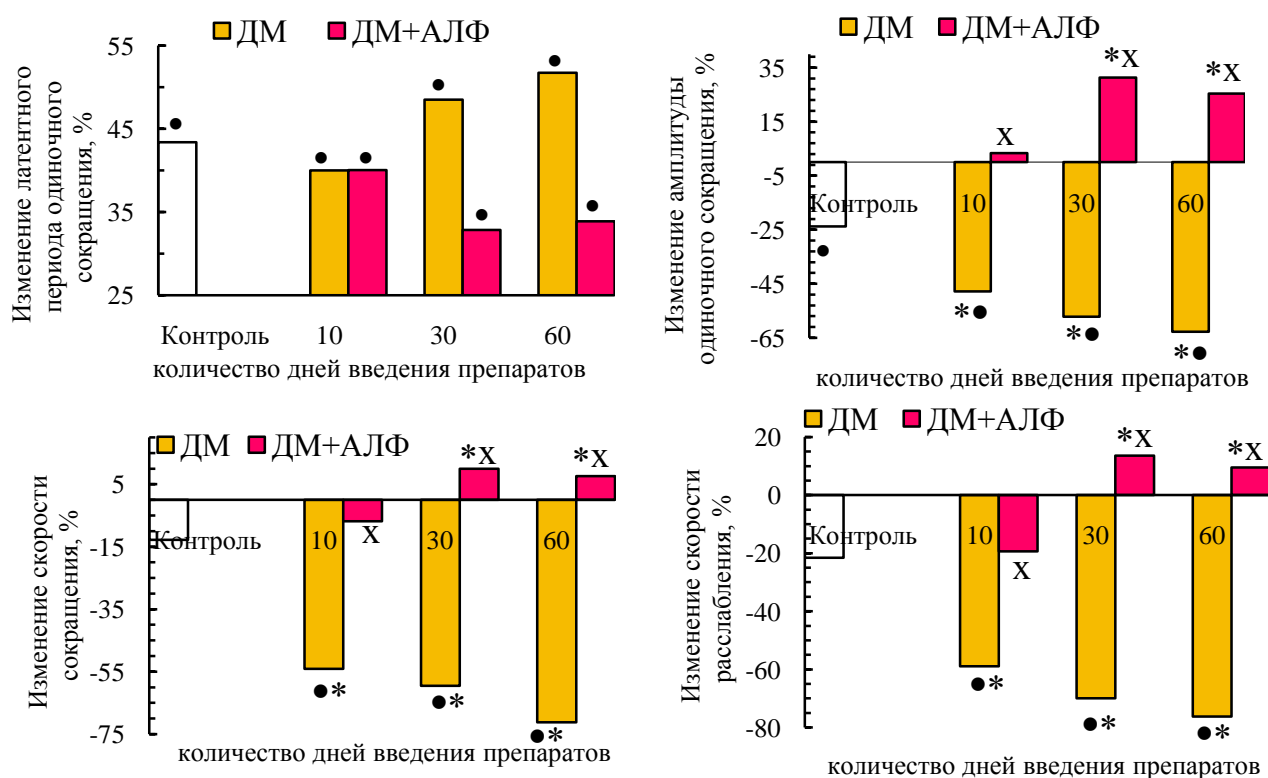 ДМ ДМ+АЛФ
Изменение латентного
периода одиночного
сокращения, %
55
45
35
25
Контроль 10 30 60
количество дней введения препаратов
ДМ ДМ+АЛФ
Изменение амплитуды
одиночного сокращения, %
35
15
-5
-25
-45
-65
*X
*X
X
Контроль 10 30 60
*●
*●
*●
количество дней введения препаратов
ДМ ДМ+АЛФ
Изменение скорости
сокращения, %
5
-15
-35
-55
-75
*X
*X
Контроль 10 30 60
X
●*
●*
●*
количество дней введения препаратов
ДМ ДМ+АЛФ
Изменение скорости
расслабления, %
20
0
-20
-40
-60
-80
*X
*X
Контроль 10 30 60
X
●*
●*
●*
количество дней введения препаратов